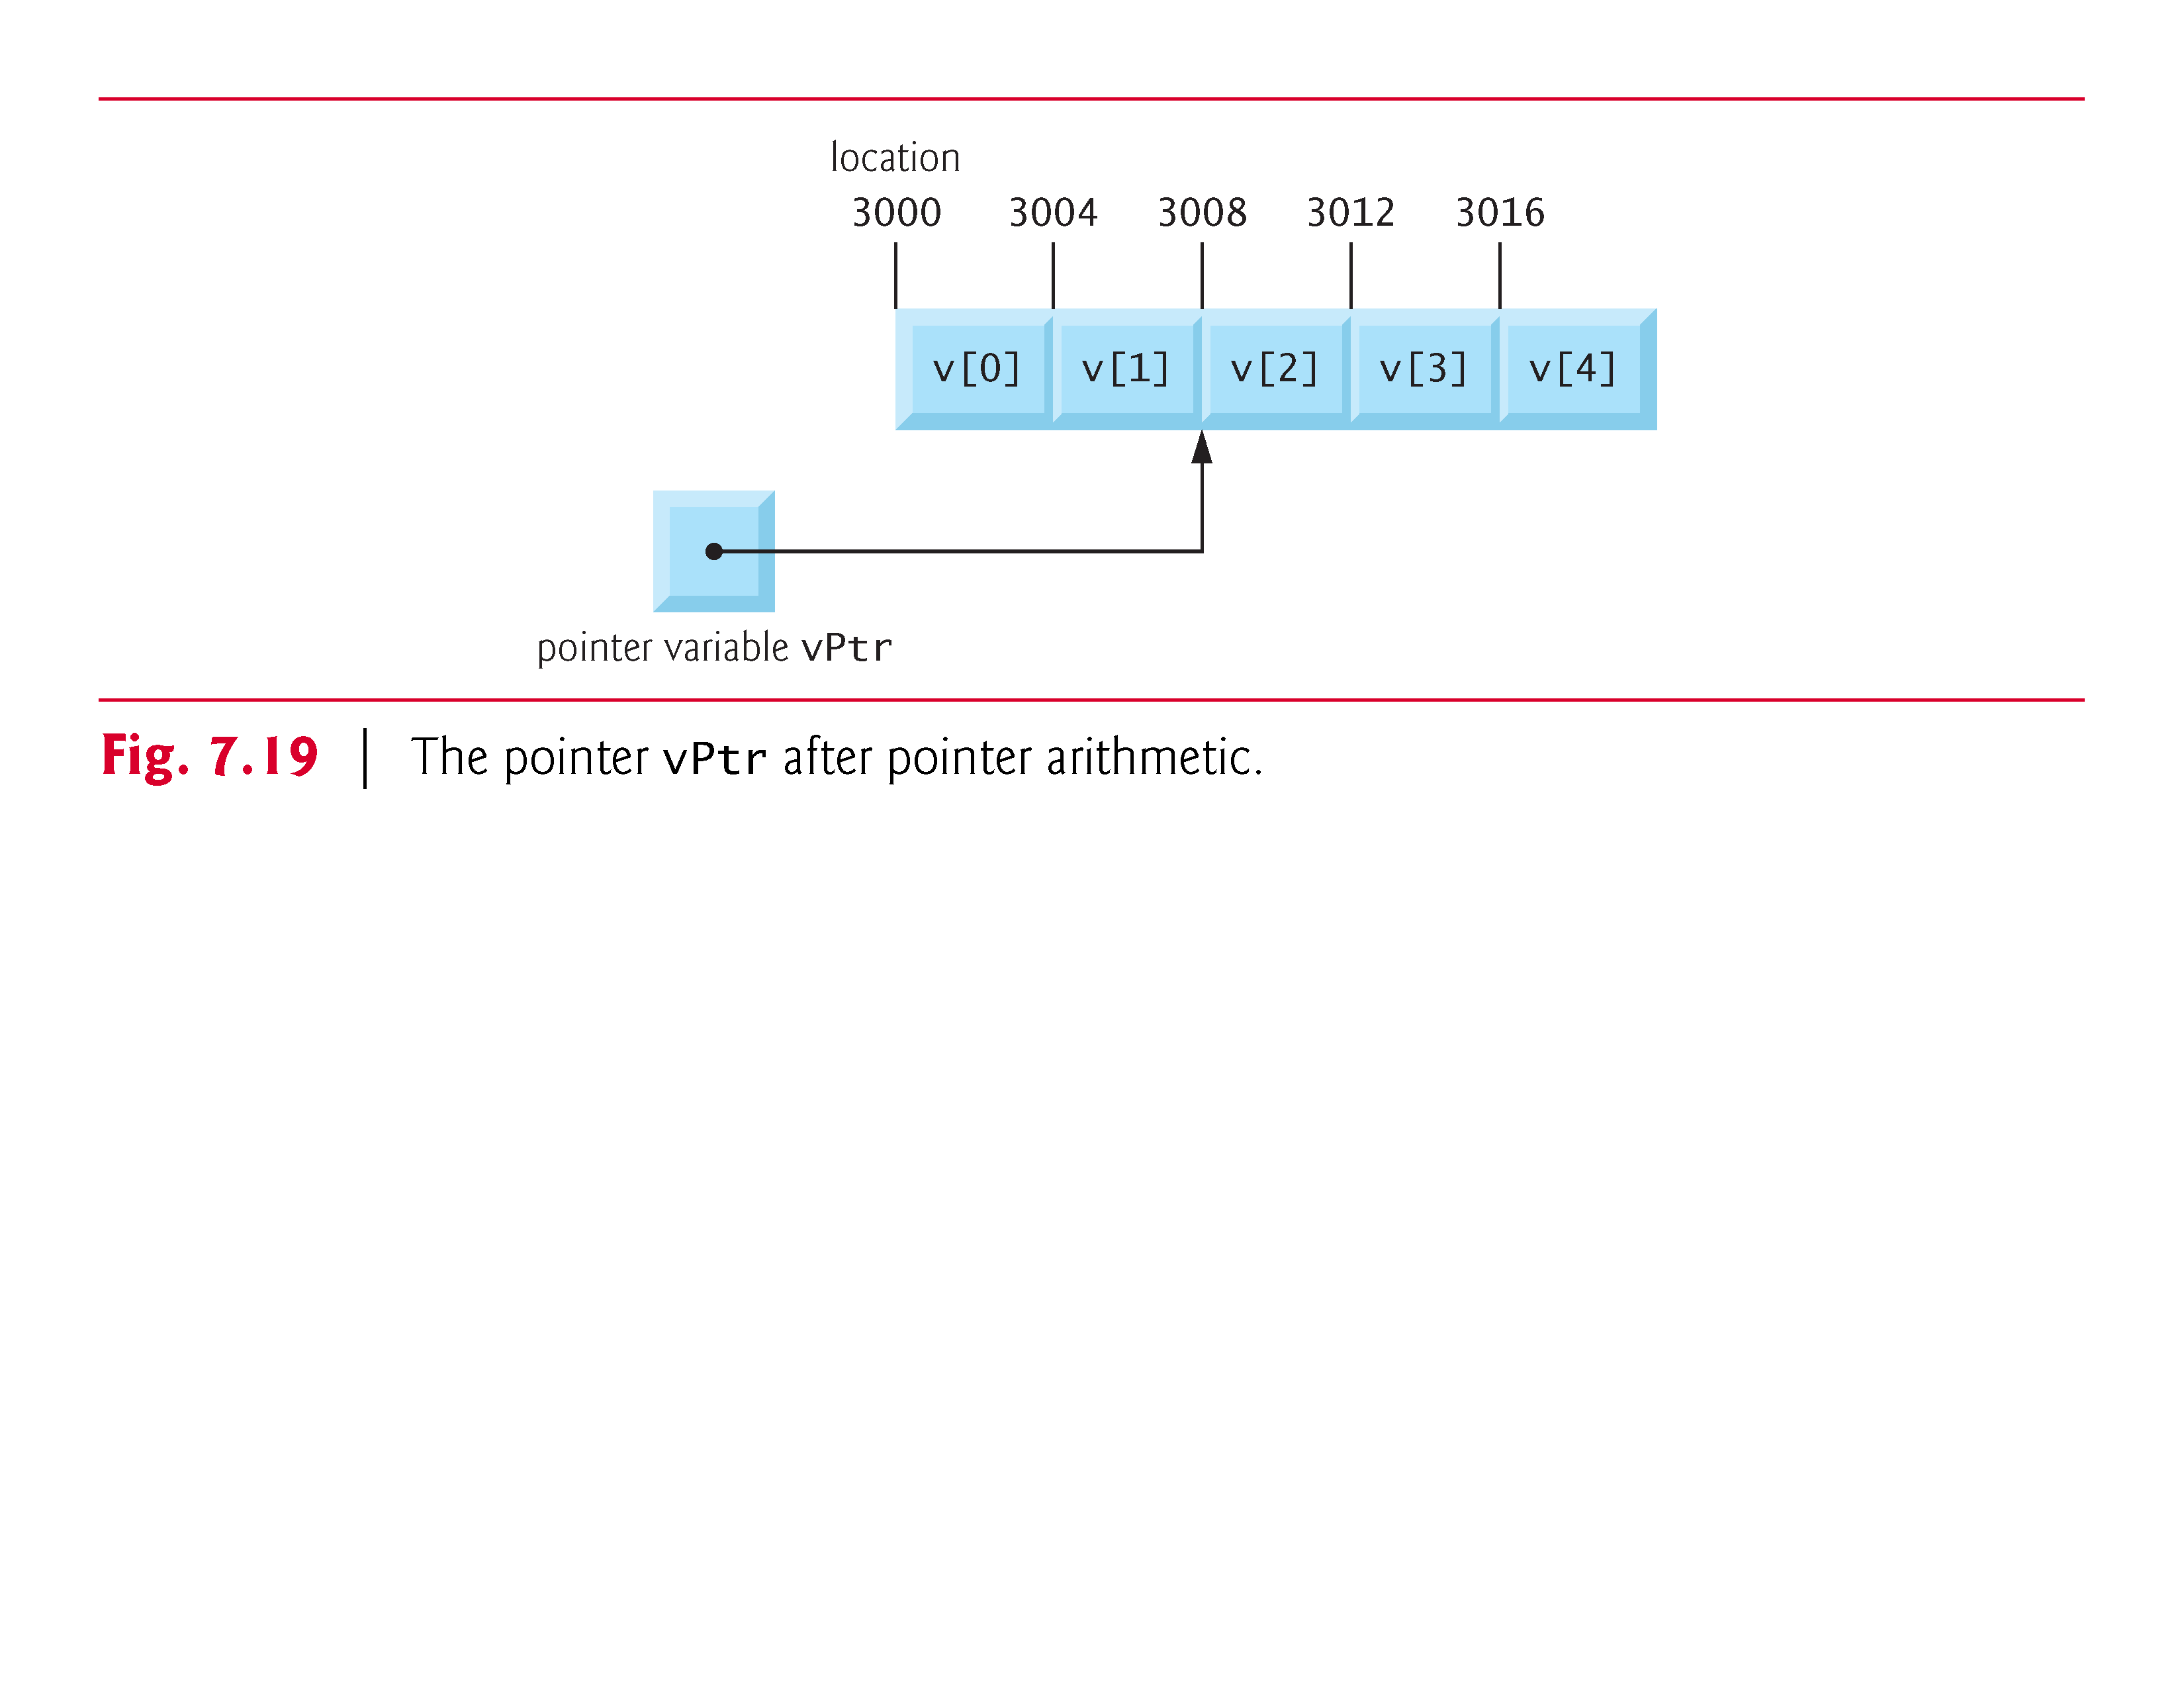 location
3000 3004 3008 3012 3016
v[0] v[1] v[2] v[3] v[4]
pointer variable vPtr
Fig. 7.19 | The pointer vPtr after pointer arithmetic.